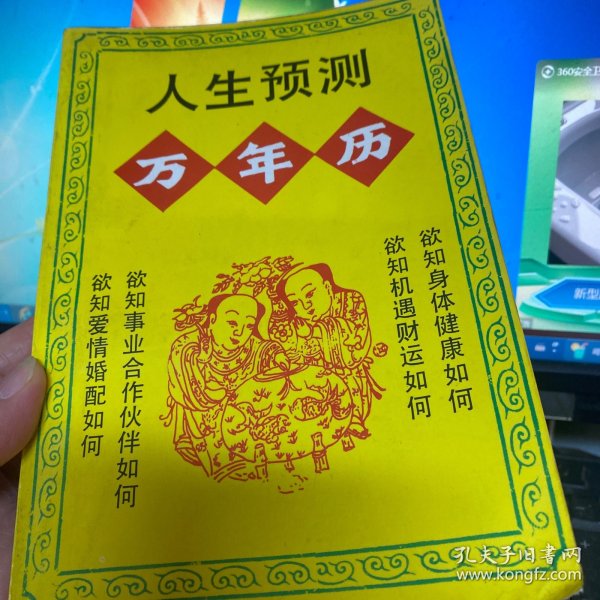 人生预测
万年历
欲知身体健康如何
欲知机遇财运如何
欲知事业合作伙伴如何
欲知爱情婚配如何
360安全卫
新型
孔夫子旧书网
www.kongfz.com